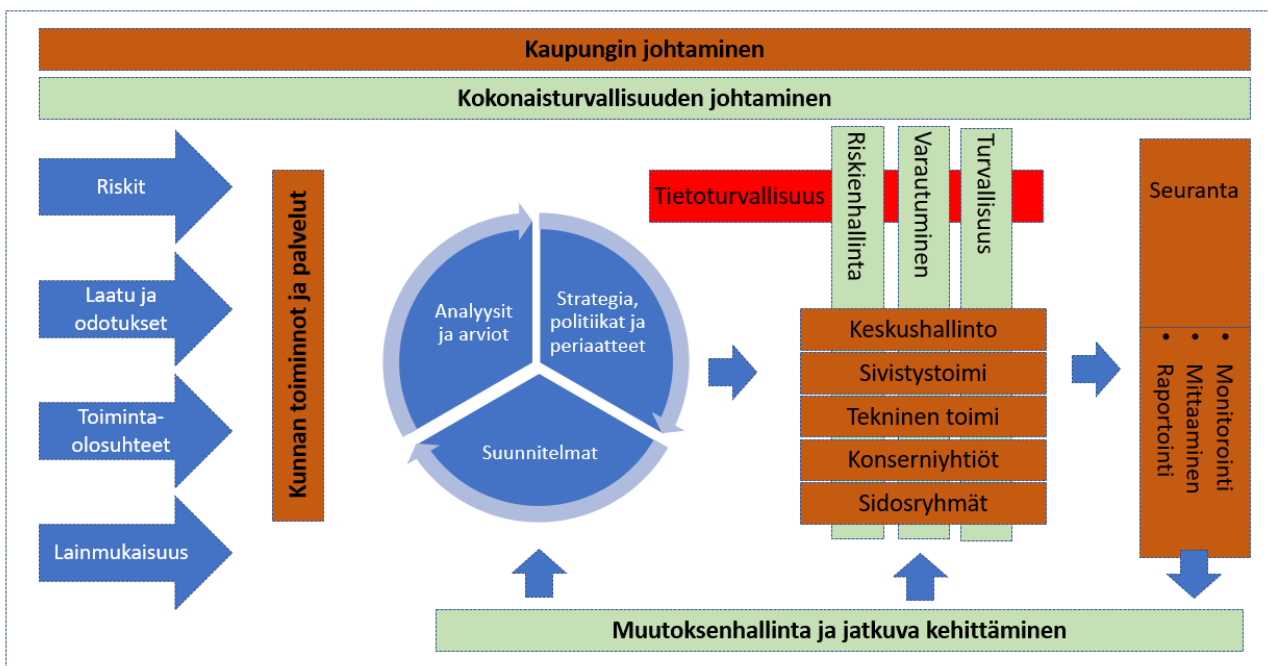 Kaupungin johtaminen
Kokonaisturvallisuuden johtaminen
Riskit
Laatu ja
odotukset
Toiminta-
olosuhteet
Lainmukaisuus
Kunnan toiminnot ja palvelut
Analyysit
ja arviot
Strategia,
politiikat ja
periaatteet
Suunnitelmat
Tietoturvallisuus
Riskienhallinta
Varautuminen
Turvallisuus
Keskushallinto
Sivistystoimi
Tekninen toimi
Konserniyhtiöt
Sidosryhmät
Seuranta
• Monitorointi
• Mittaaminen
Raportointi
Muutoksenhallinta ja jatkuva kehittäminen